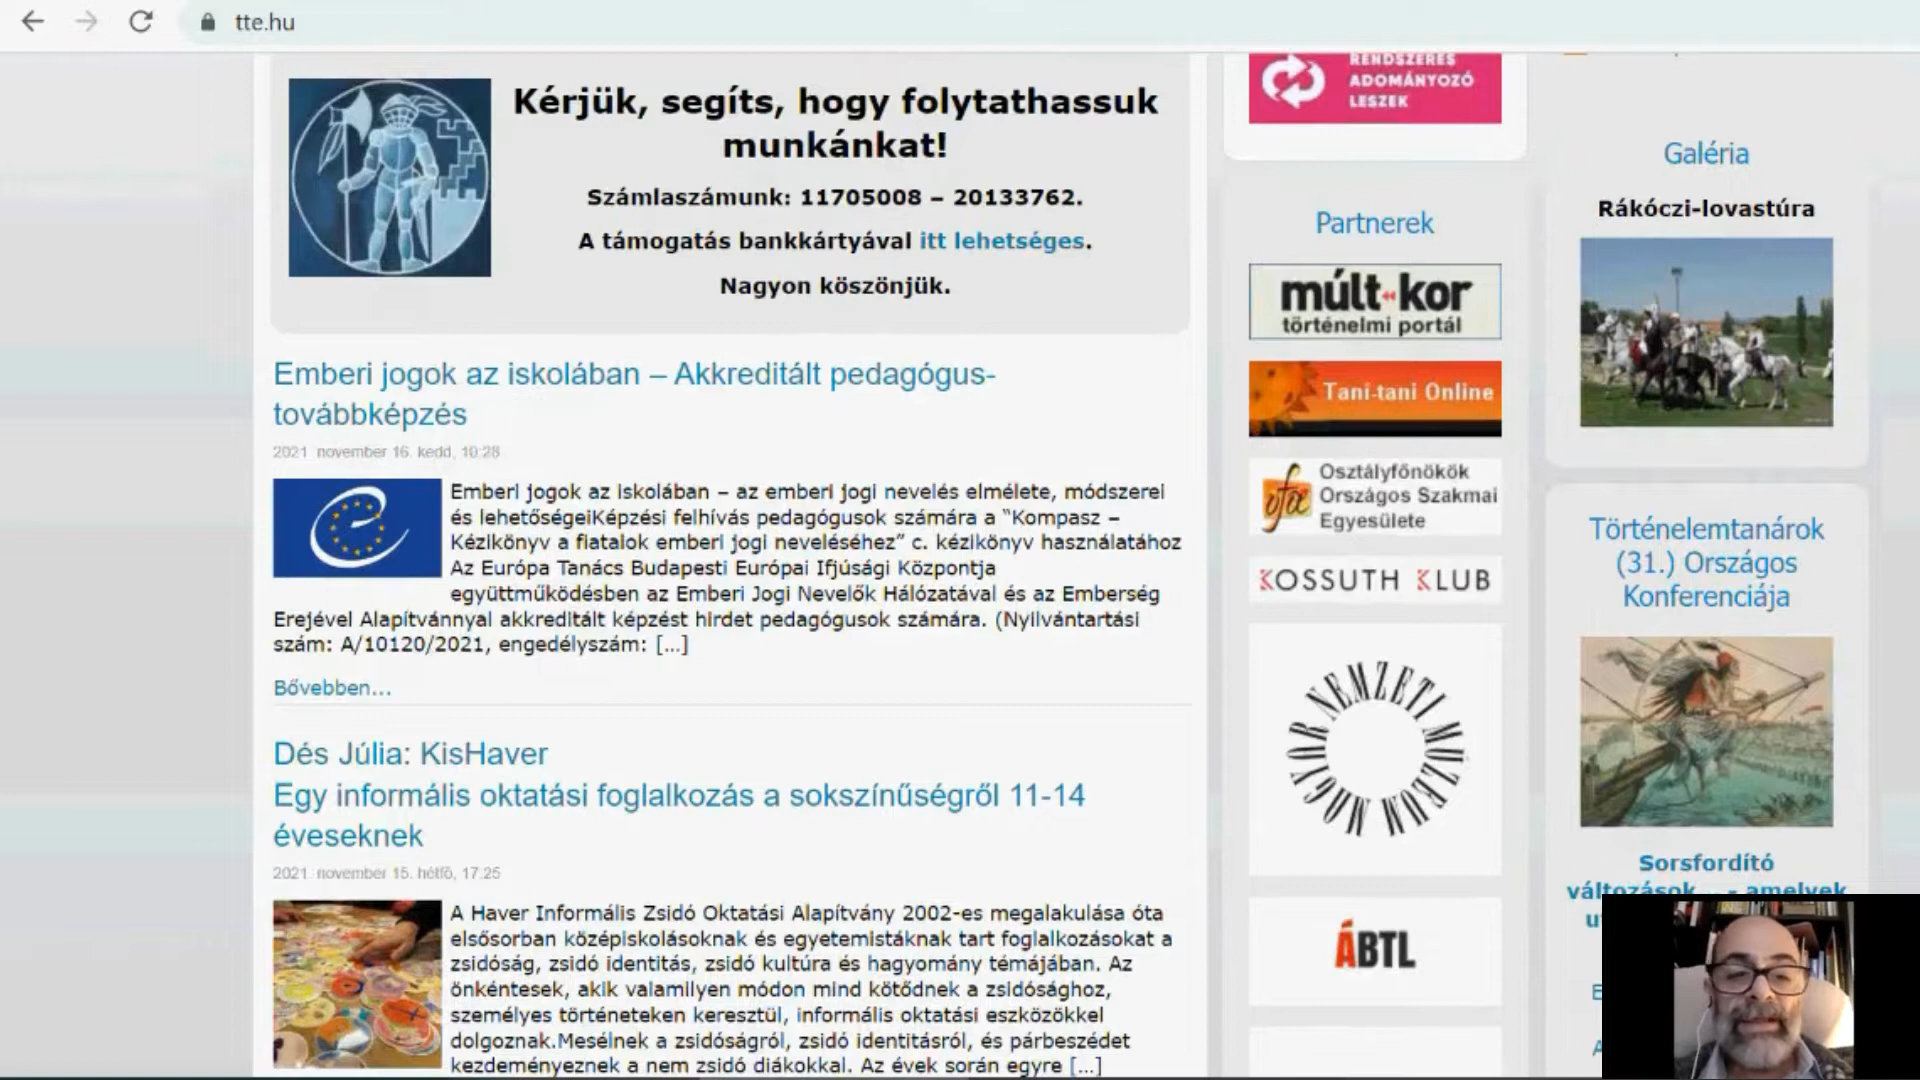 tte.hu
Kérjük, segíts, hogy folytathassuk
munkánkat!
Számlaszámunk: 11705008 – 20133762.
A támogatás bankkártyával itt lehetséges.
Nagyon köszönjük.
Emberi jogok az iskolában – Akkreditált pedagógus-
továbbképzés
2021. november 16. kedd, 10:28
Emberi jogok az iskolában – az emberi jogi nevelés elmélete, módszerei
és lehetőségeiKépzési felhívás pedagógusok számára a “Kompasz –
Kézikönyv a fiatalok emberi jogi neveléséhez” c. kézikönyv használatához
Az Európa Tanács Budapesti Európai Ifjúsági Központja
együttműködésben az Emberi Jogi Nevelők Hálózatával és az Emberség
Erejével Alapítvánnyal akkreditált képzést hirdet pedagógusok számára. (Nyilvántartási
szám: A/10120/2021, engedélyszám: [...]
Bővebben...
Dés Júlia: KisHaver
Egy informális oktatási foglalkozás a sokszínűségről 11-14
éveseknek
2021. november 15. hétfő, 17:25
A Haver Informális Zsidó Oktatási Alapítvány 2002-es megalakulása óta
elsősorban középiskolásoknak és egyetemistáknak tart foglalkozásokat a
zsidóság, zsidó identitás, zsidó kultúra és hagyomány témájában. Az
önkéntesek, akik valamilyen módon mind kötődnek a zsidósághoz,
személyes történeteken keresztül, informális oktatási eszközökkel
dolgoznak.Mesélnek a zsidóságról, zsidó identitásról, és párbeszédet
kezdeményeznek a nem zsidó diákokkal. Az évek során egyre [...]
RENDSZERES
ADOMÁNYOZÓ
LESZEK
Partnerek
múlt-kor
történelmi portál
Tani-tani Online
ofoe
Osztályfőnökök
Országos Szakmai
Egyesülete
KOSSUTH KLUB
MAGYAR NEMZETI MÚZEUM
ÁBTL
Galéria
Rákóczi-lovastúra
Történelemtanárok
(31.) Országos
Konferenciája
Sorsfordító
változások... - amelyek